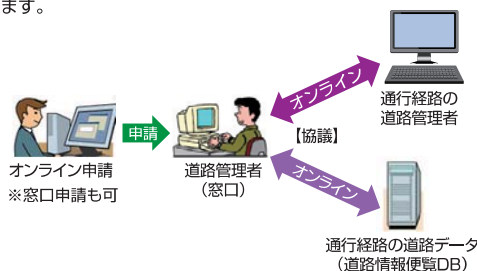 ます。
オンライン
通行経路の
道路管理者
申請
【協議】
オンライン申請
※窓口申請も可
道路管理者
（窓口）
オンライン
通行経路の道路データ
（道路情報便覧DB）